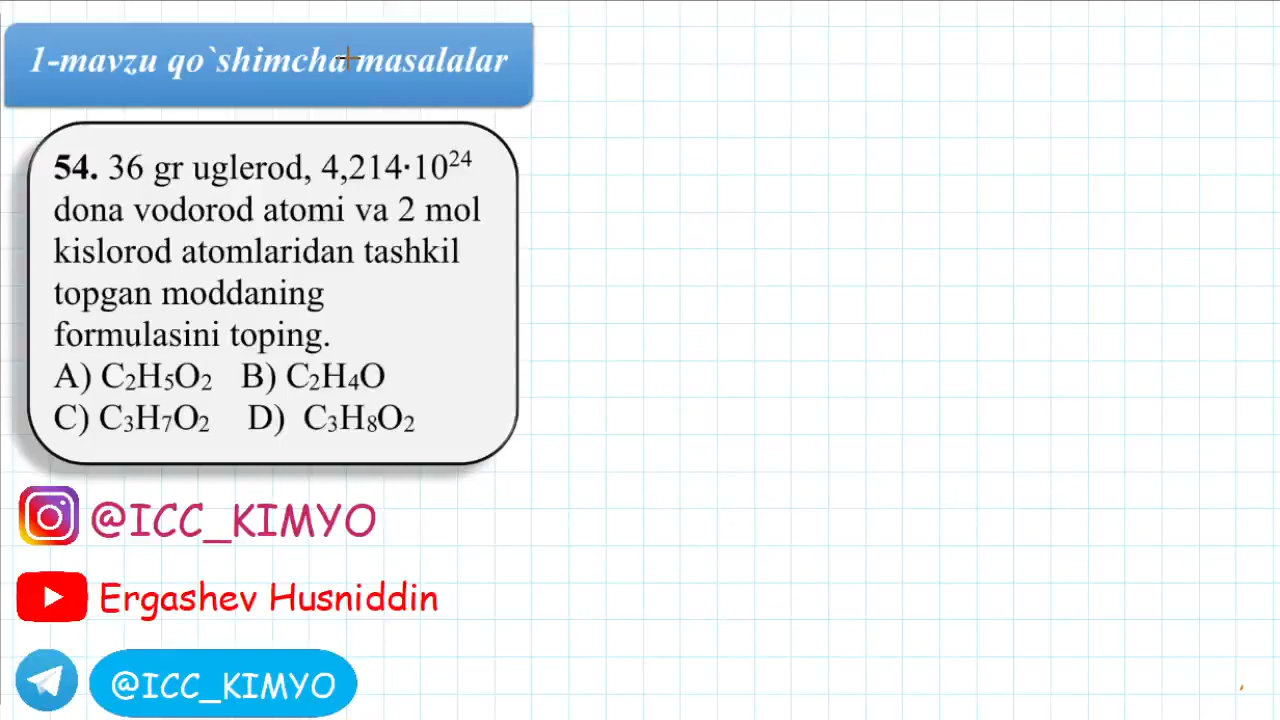 1-mavzu qo`shimcha masalalar
54. 36 gr uglerod, 4,214·10²⁴
dona vodorod atomi va 2 mol
kislorod atomlaridan tashkil
topgan moddaning
formulasini toping.
A) C₂H₅O₂ B) C₂H₄O
C) C₃H₇O₂ D) C₃H₈O₂
@ICC_KIMYO
Ergashev Husniddin
@ICC_KIMYO